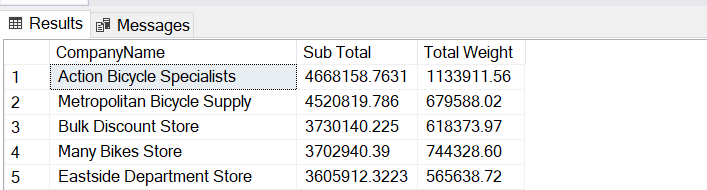 Results Messages
CompanyName Sub Total Total Weight
1 Action Bicycle Specialists 4668158.7631 1133911.56
2 Metropolitan Bicycle Supply 4520819.786 679588.02
3 Bulk Discount Store 3730140.225 618373.97
4 Many Bikes Store 3702940.39 744328.60
5 Eastside Department Store 3605912.3223 565638.72